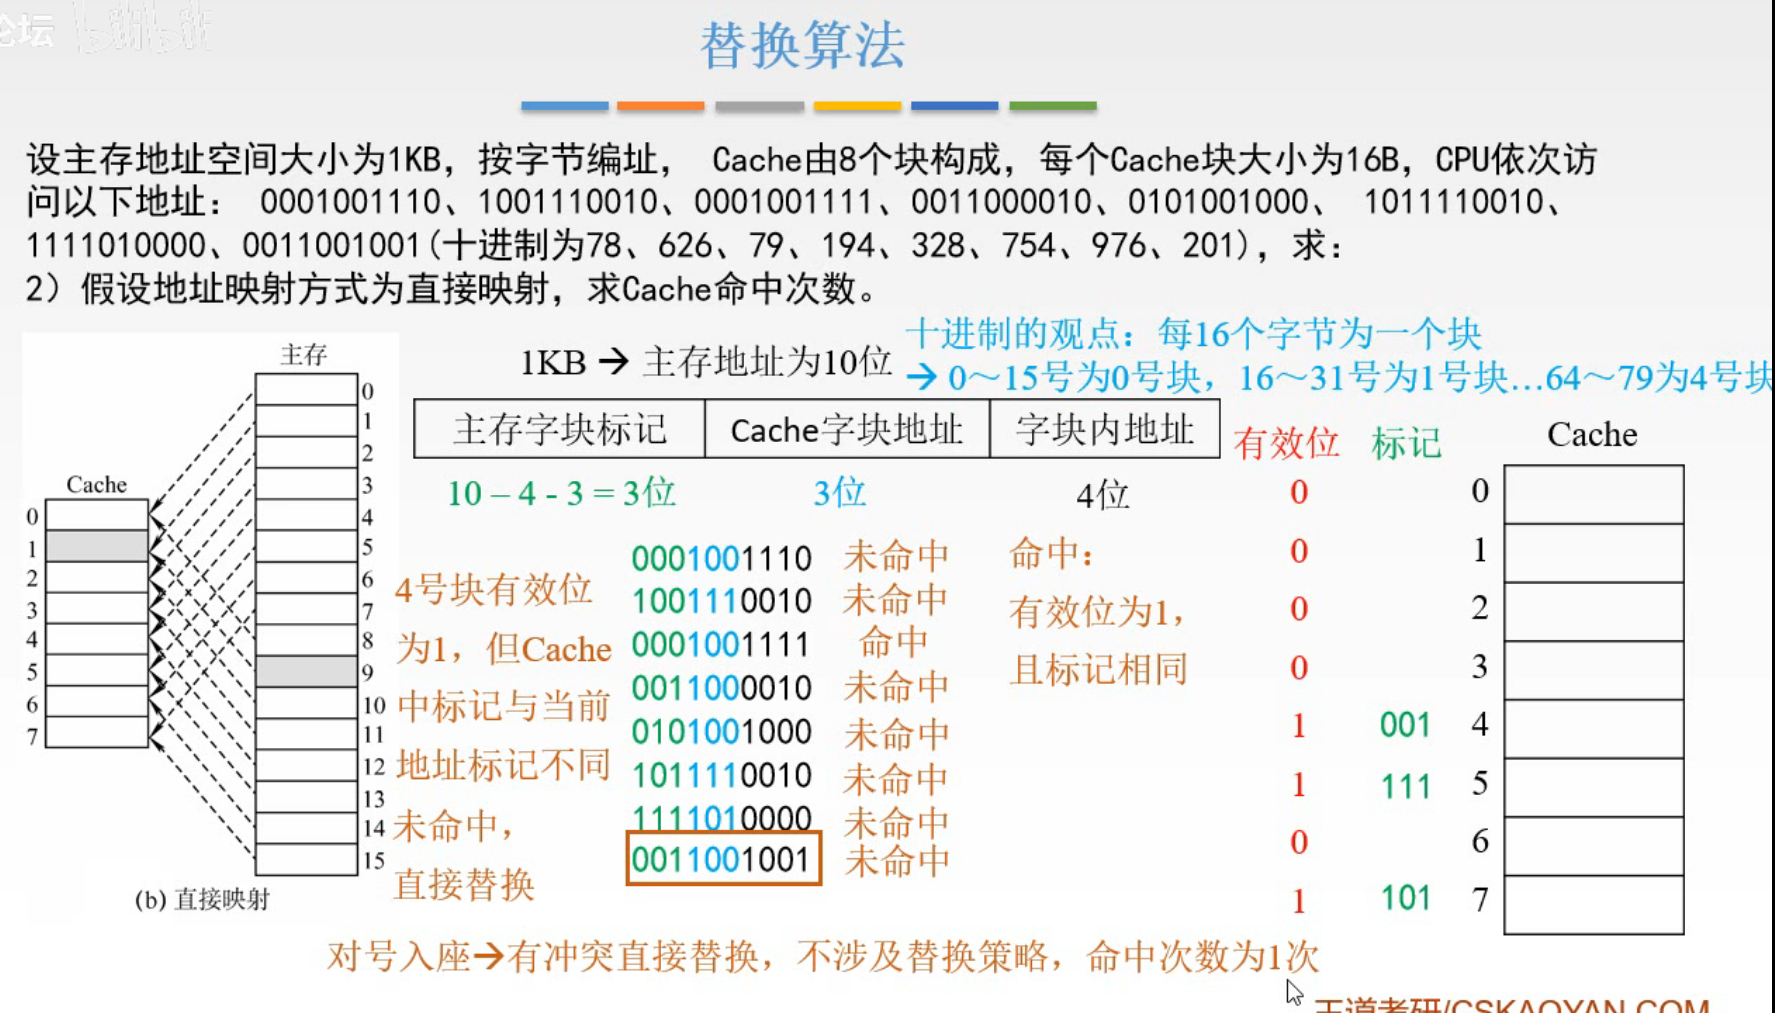 论坛 bilibili
替换算法
设主存地址空间大小为1KB，按字节编址， Cache由8个块构成，每个Cache块大小为16B，CPU依次访
问以下地址： 0001001110、1001110010、0001001111、0011000010、0101001000、 1011110010、
1111010000、0011001001(十进制为78、626、79、194、328、754、976、201)，求：
2）假设地址映射方式为直接映射，求Cache命中次数。
十进制的观点：每16个字节为一个块
→ 0～15号为0号块，16～31号为1号块…64～79为4号块
1KB → 主存地址为10位
主存字块标记 Cache字块地址 字块内地址
10 – 4 - 3 = 3位 3位 4位
主存
0
1
2
3
4
5
6
7
8
9
10
11
12
13
14
15
Cache
0
1
2
3
4
5
6
7
(b) 直接映射
4号块有效位
为1，但Cache
中标记与当前
地址标记不同
未命中，
直接替换
0001001110 未命中
1001110010 未命中
0001001111 命中
0011000010 未命中
0101001000 未命中
1011110010 未命中
1111010000 未命中
0011001001 未命中
命中：
有效位为1，
且标记相同
有效位 标记 Cache
0 0
0 1
0 2
0 3
1 001 4
1 111 5
0 6
1 101 7
对号入座→有冲突直接替换，不涉及替换策略，命中次数为1次
王道考研/CSKAOYAN.COM